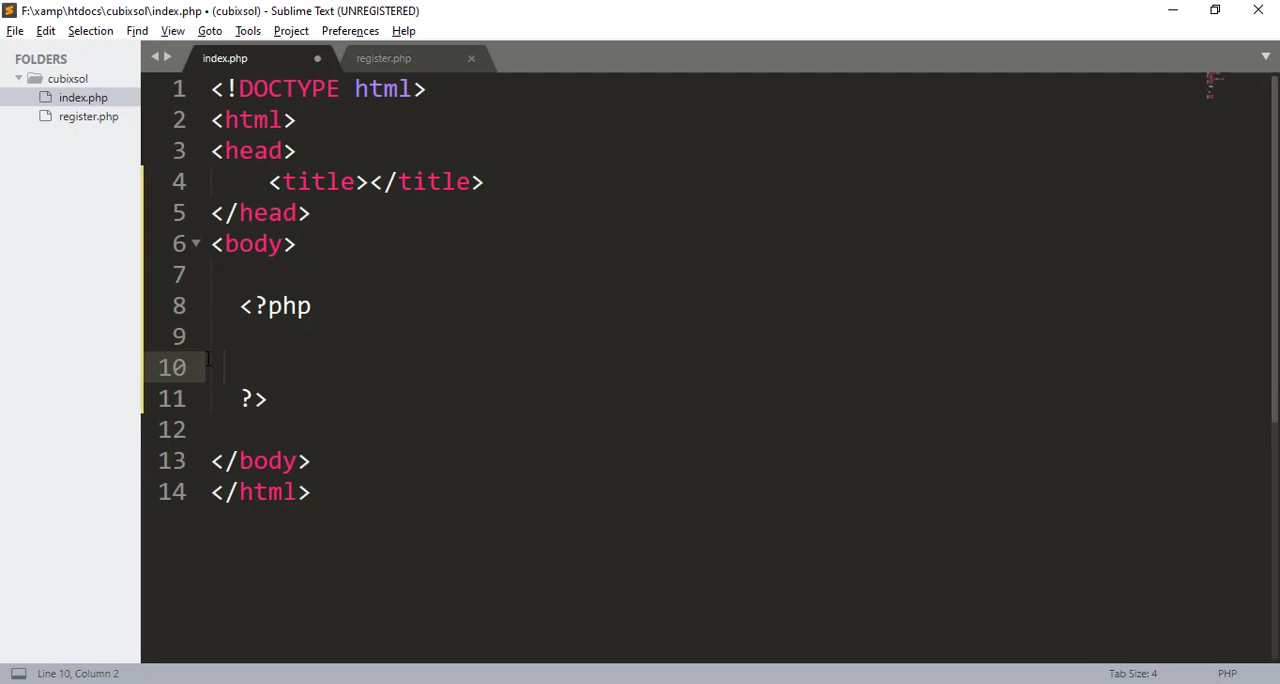 F:\xamp\htdocs\cubixsol\index.php • (cubixsol) - Sublime Text (UNREGISTERED)
File Edit Selection Find View Goto Tools Project Preferences Help
FOLDERS
cubixsol
index.php
register.php
index.php register.php
1 <!DOCTYPE html>
2 <html>
3 <head>
4 <title></title>
5 </head>
6 <body>
7
8 <?php
9
10
11 ?>
12
13 </body>
14 </html>
Line 10, Column 2 Tab Size: 4 PHP